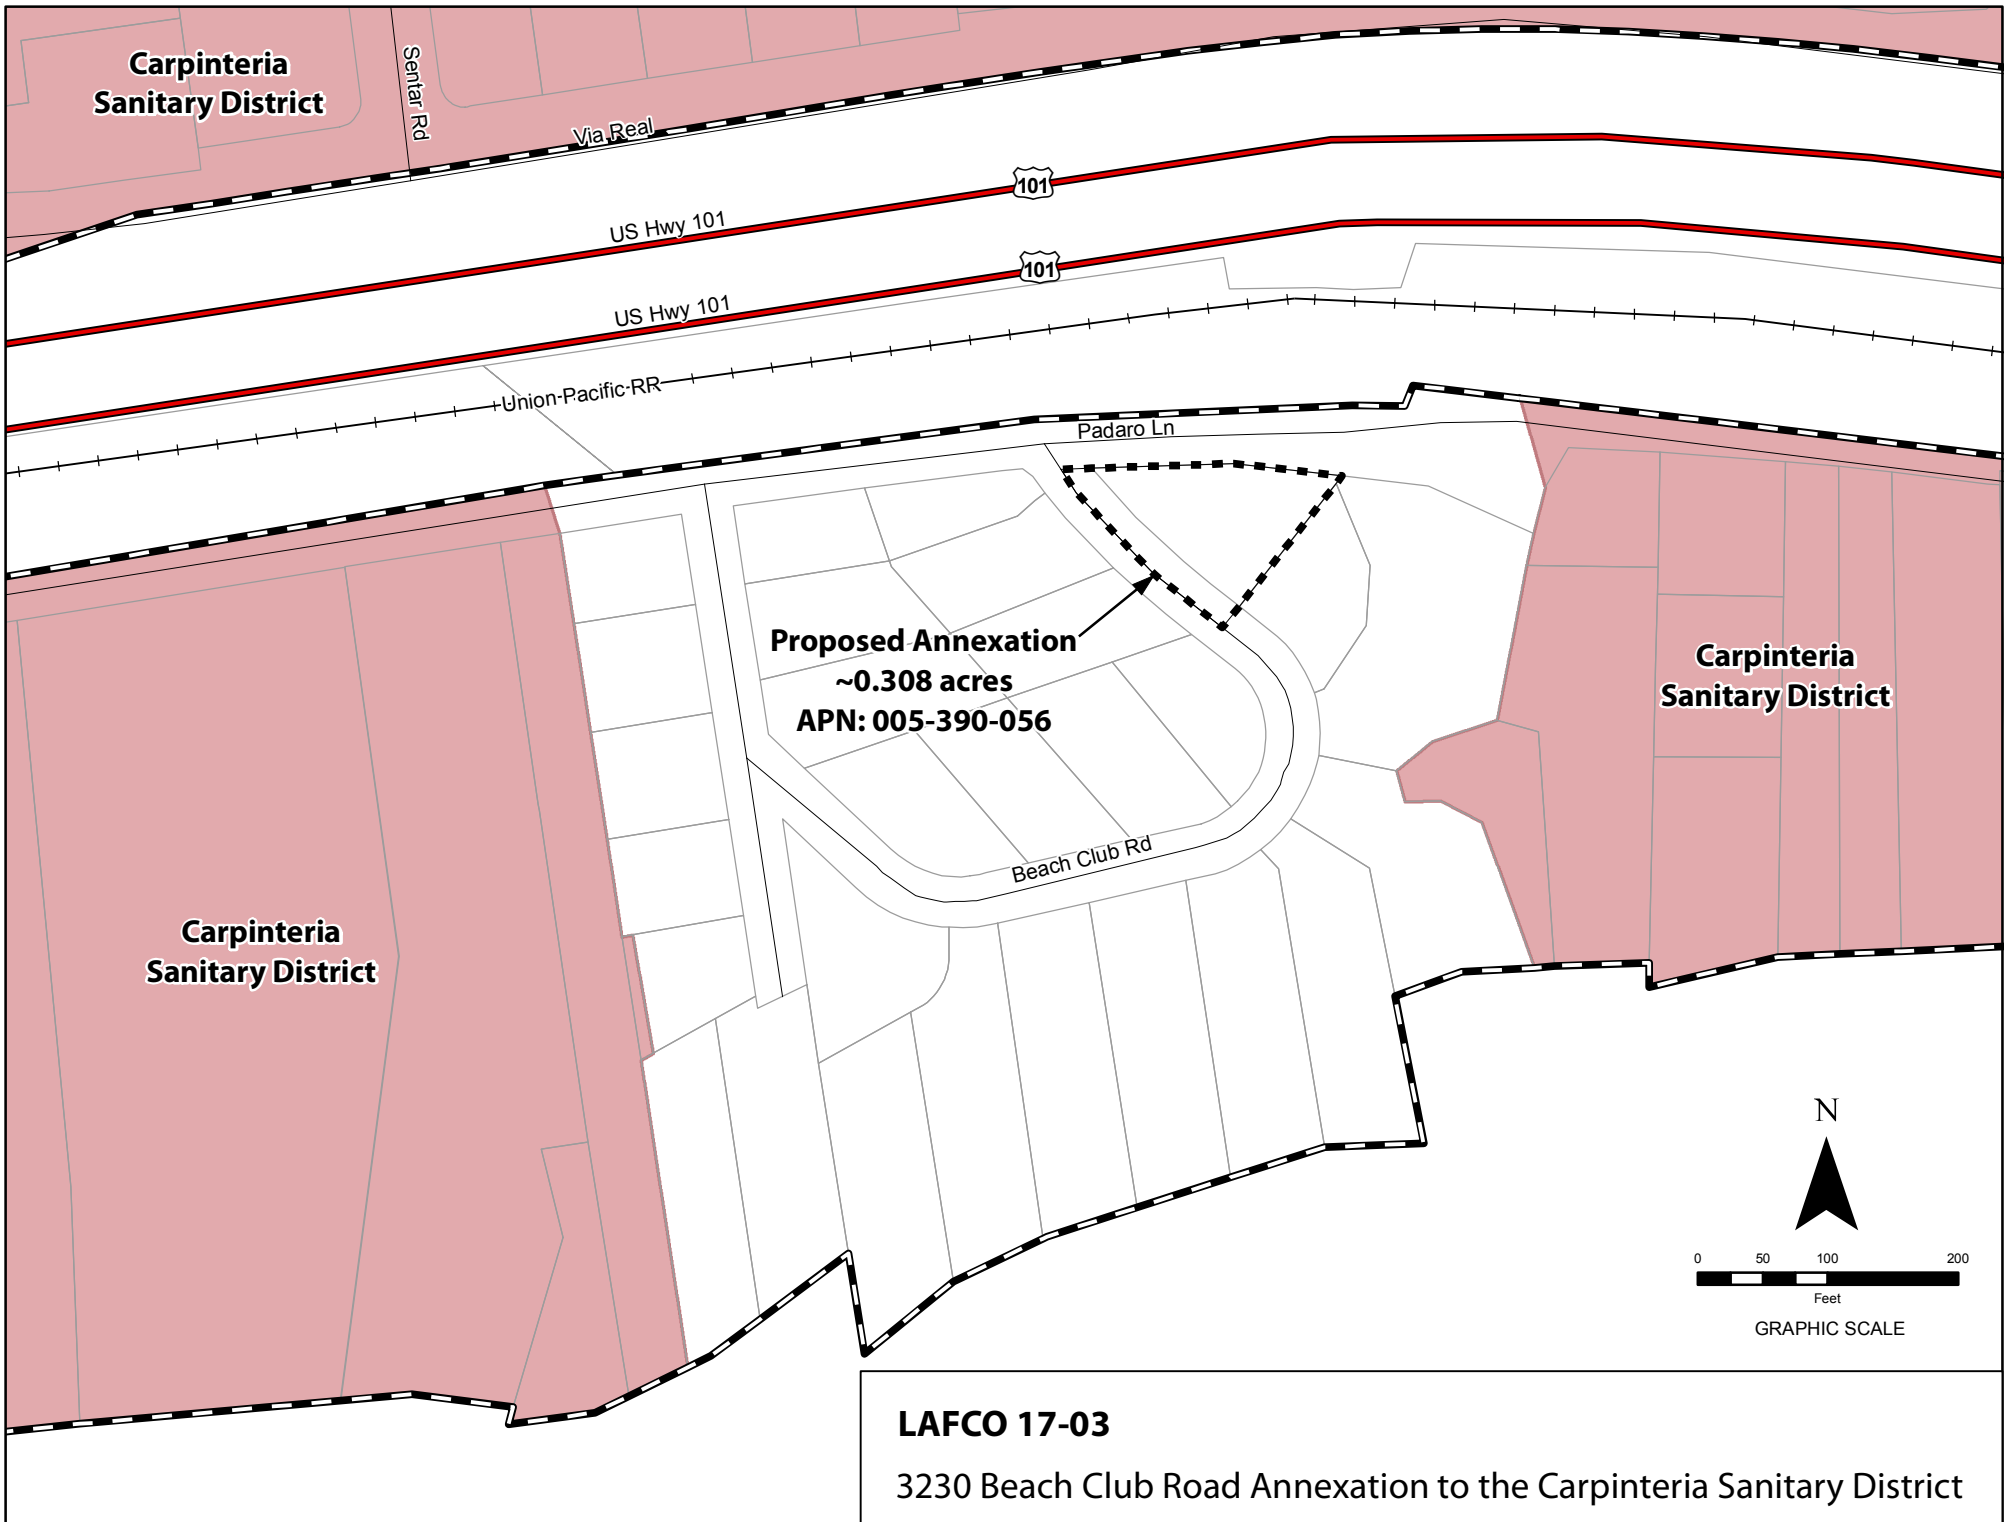 Carpinteria
Sanitary District
Sentar Rd
Via Real
101
US Hwy 101
101
US Hwy 101
Union Pacific RR
Padaro Ln
Proposed Annexation
~0.308 acres
APN: 005-390-056
Carpinteria
Sanitary District
Beach Club Rd
Carpinteria
Sanitary District
N
0 50 100 200
Feet
GRAPHIC SCALE
LAFCO 17-03
3230 Beach Club Road Annexation to the Carpinteria Sanitary District